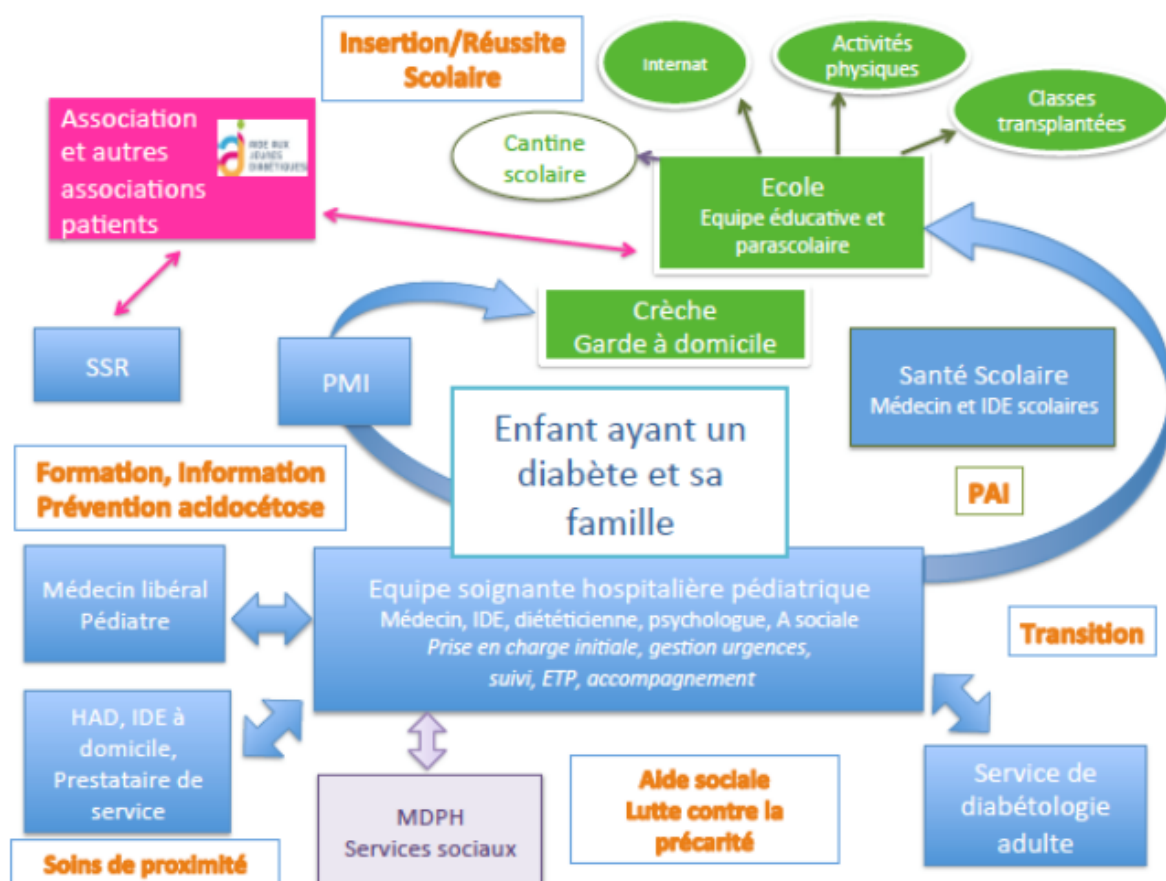 Insertion/Réussite
Scolaire
Internat
Activités
physiques
Classes
transplantées
Association
et autres
associations
patients
AIDE AUX
JEUNES
DIABÉTIQUES
Cantine
scolaire
Ecole
Equipe éducative et
parascolaire
Crèche
Garde à domicile
SSR
PMI
Santé Scolaire
Médecin et IDE scolaires
Enfant ayant un
diabète et sa
famille
Formation, Information
Prévention acidocétose
PAI
Médecin libéral
Pédiatre
Equipe soignante hospitalière pédiatrique
Médecin, IDE, diététicienne, psychologue, A sociale
Prise en charge initiale, gestion urgences,
suivi, ETP, accompagnement
Transition
HAD, IDE à
domicile,
Prestataire de
service
Soins de proximité
MDPH
Services sociaux
Aide sociale
Lutte contre la
précarité
Service de
diabétologie
adulte